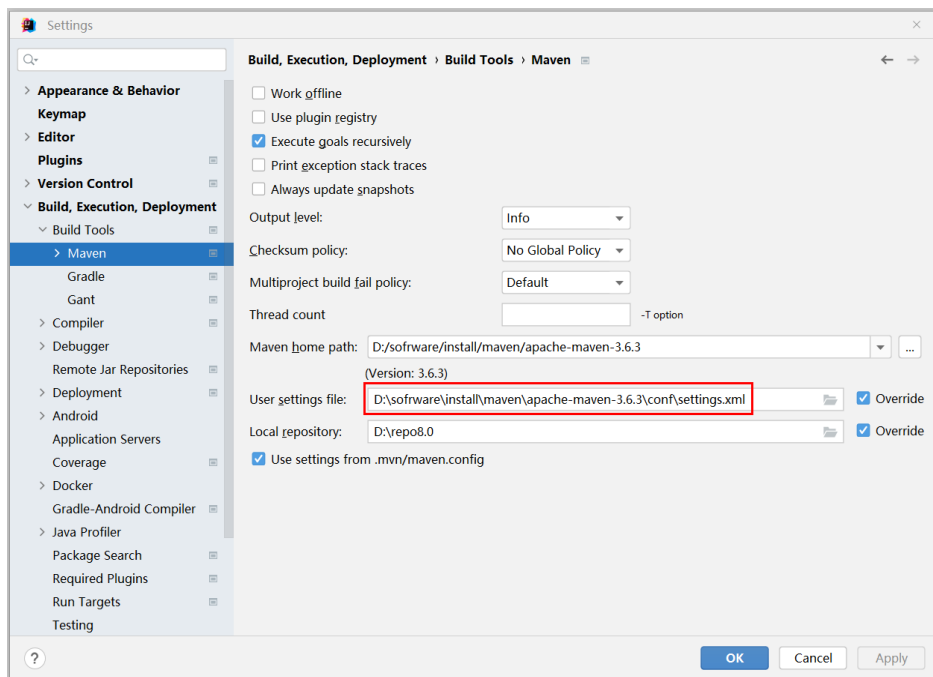 Settings
Build, Execution, Deployment › Build Tools › Maven
Appearance & Behavior
Keymap
Editor
Plugins
Version Control
Build, Execution, Deployment
Build Tools
Maven
Gradle
Gant
Compiler
Debugger
Remote Jar Repositories
Deployment
Android
Application Servers
Coverage
Docker
Gradle-Android Compiler
Java Profiler
Package Search
Required Plugins
Run Targets
Testing
Work offline
Use plugin registry
Execute goals recursively
Print exception stack traces
Always update snapshots
Output level: Info
Checksum policy: No Global Policy
Multiproject build fail policy: Default
Thread count -T option
Maven home path: D:/sofrware/install/maven/apache-maven-3.6.3 ...
(Version: 3.6.3)
User settings file: D:\sofrware\install\maven\apache-maven-3.6.3\conf\settings.xml Override
Local repository: D:\repo8.0 Override
Use settings from .mvn/maven.config
? OK Cancel Apply